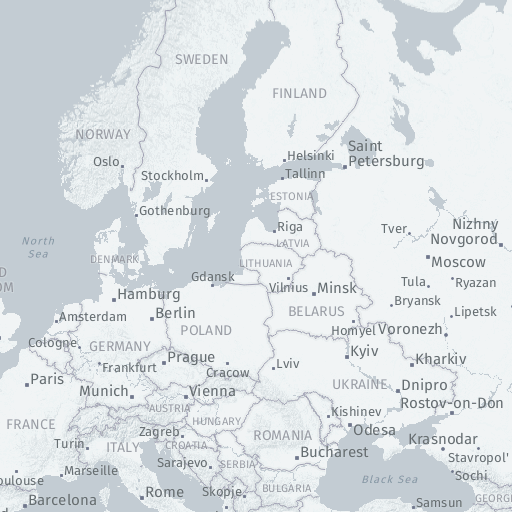 SWEDEN
FINLAND
NORWAY
Oslo
Helsinki
Saint
Petersburg
Stockholm
Tallinn
ESTONIA
Gothenburg
North
Sea
Riga
LATVIA
Tver
Nizhny
Novgorod
DENMARK
LITHUANIA
Moscow
D
OM
Gdansk
Vilnius
Minsk
Tula
Ryazan
Hamburg
Bryansk
Amsterdam
Berlin
BELARUS
Lipetsk
POLAND
Homyel
Voronezh
Cologne
GERMANY
Kyiv
Prague
Frankfurt
Cracow
Lviv
Kharkiv
Paris
Munich
Vienna
UKRAINE
Dnipro
AUSTRIA
Rostov-on-Don
Kishinev
FRANCE
HUNGARY
Zagreb
Odesa
Turin
ITALY
CROATIA
ROMANIA
Krasnodar
Bucharest
Sarajevo
SERBIA
Stavropol'
Marseille
Sochi
oulouse
Black Sea
Rome
Skopje
BULGARIA
Barcelona
Samsun
GEORG